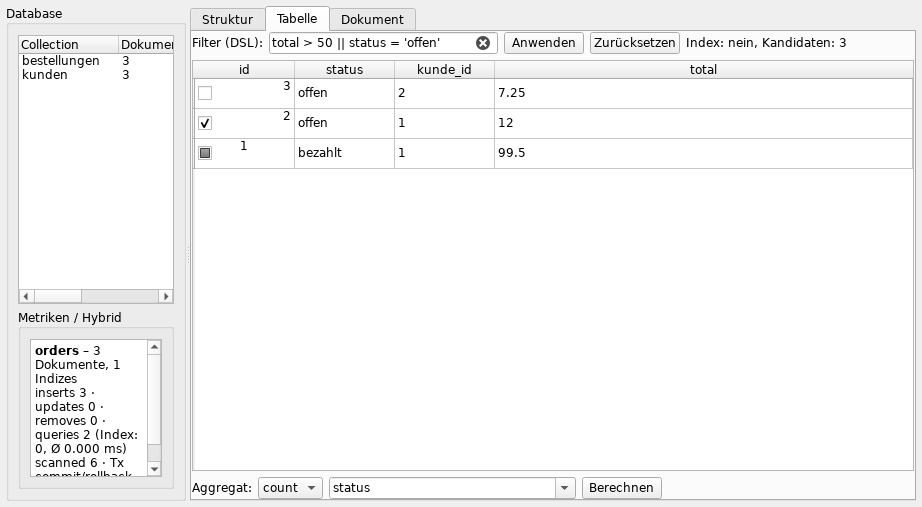 Database
Collection Dokumer
bestellungen 3
kunden 3
Metriken / Hybrid
orders – 3
Dokumente, 1
Indizes
inserts 3 ·
updates 0 ·
removes 0 ·
queries 2 (Index:
0, Ø 0.000 ms)
scanned 6 · Tx
commit/rollback
Struktur Tabelle Dokument
Filter (DSL): total > 50 || status = 'offen' Anwenden Zurücksetzen Index: nein, Kandidaten: 3
id status kunde_id total
3 offen 2 7.25
2 offen 1 12
1 bezahlt 1 99.5
Aggregat: count status Berechnen